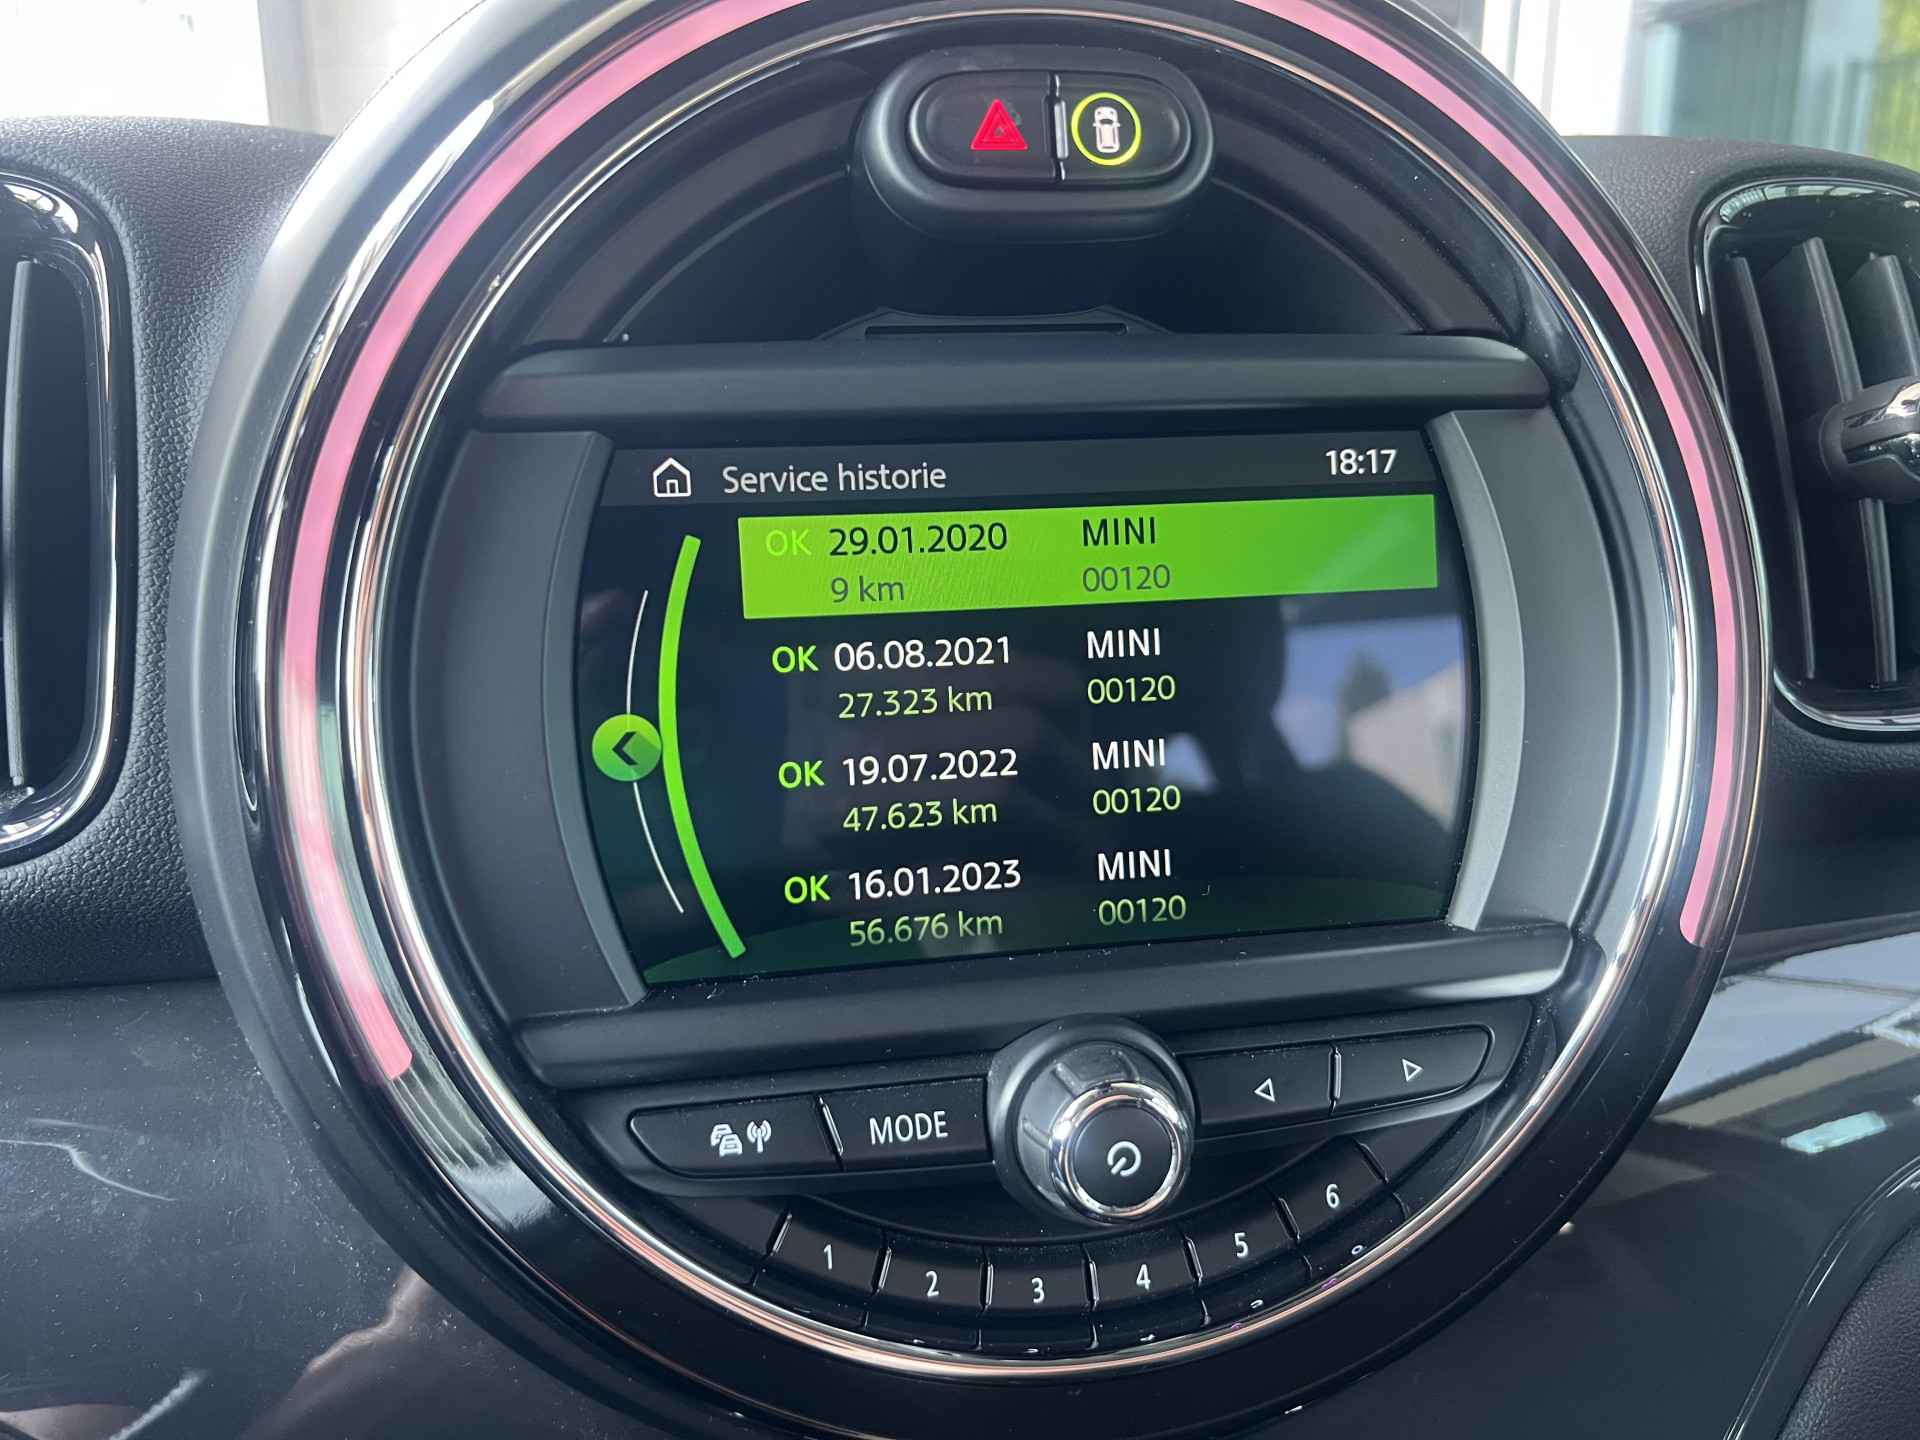 Service historie 18:17
OK 29.01.2020 MINI
9 km 00120
OK 06.08.2021 MINI
27.323 km 00120
OK 19.07.2022 MINI
47.623 km 00120
OK 16.01.2023 MINI
56.676 km 00120
MODE
1 2 3 4 5 6